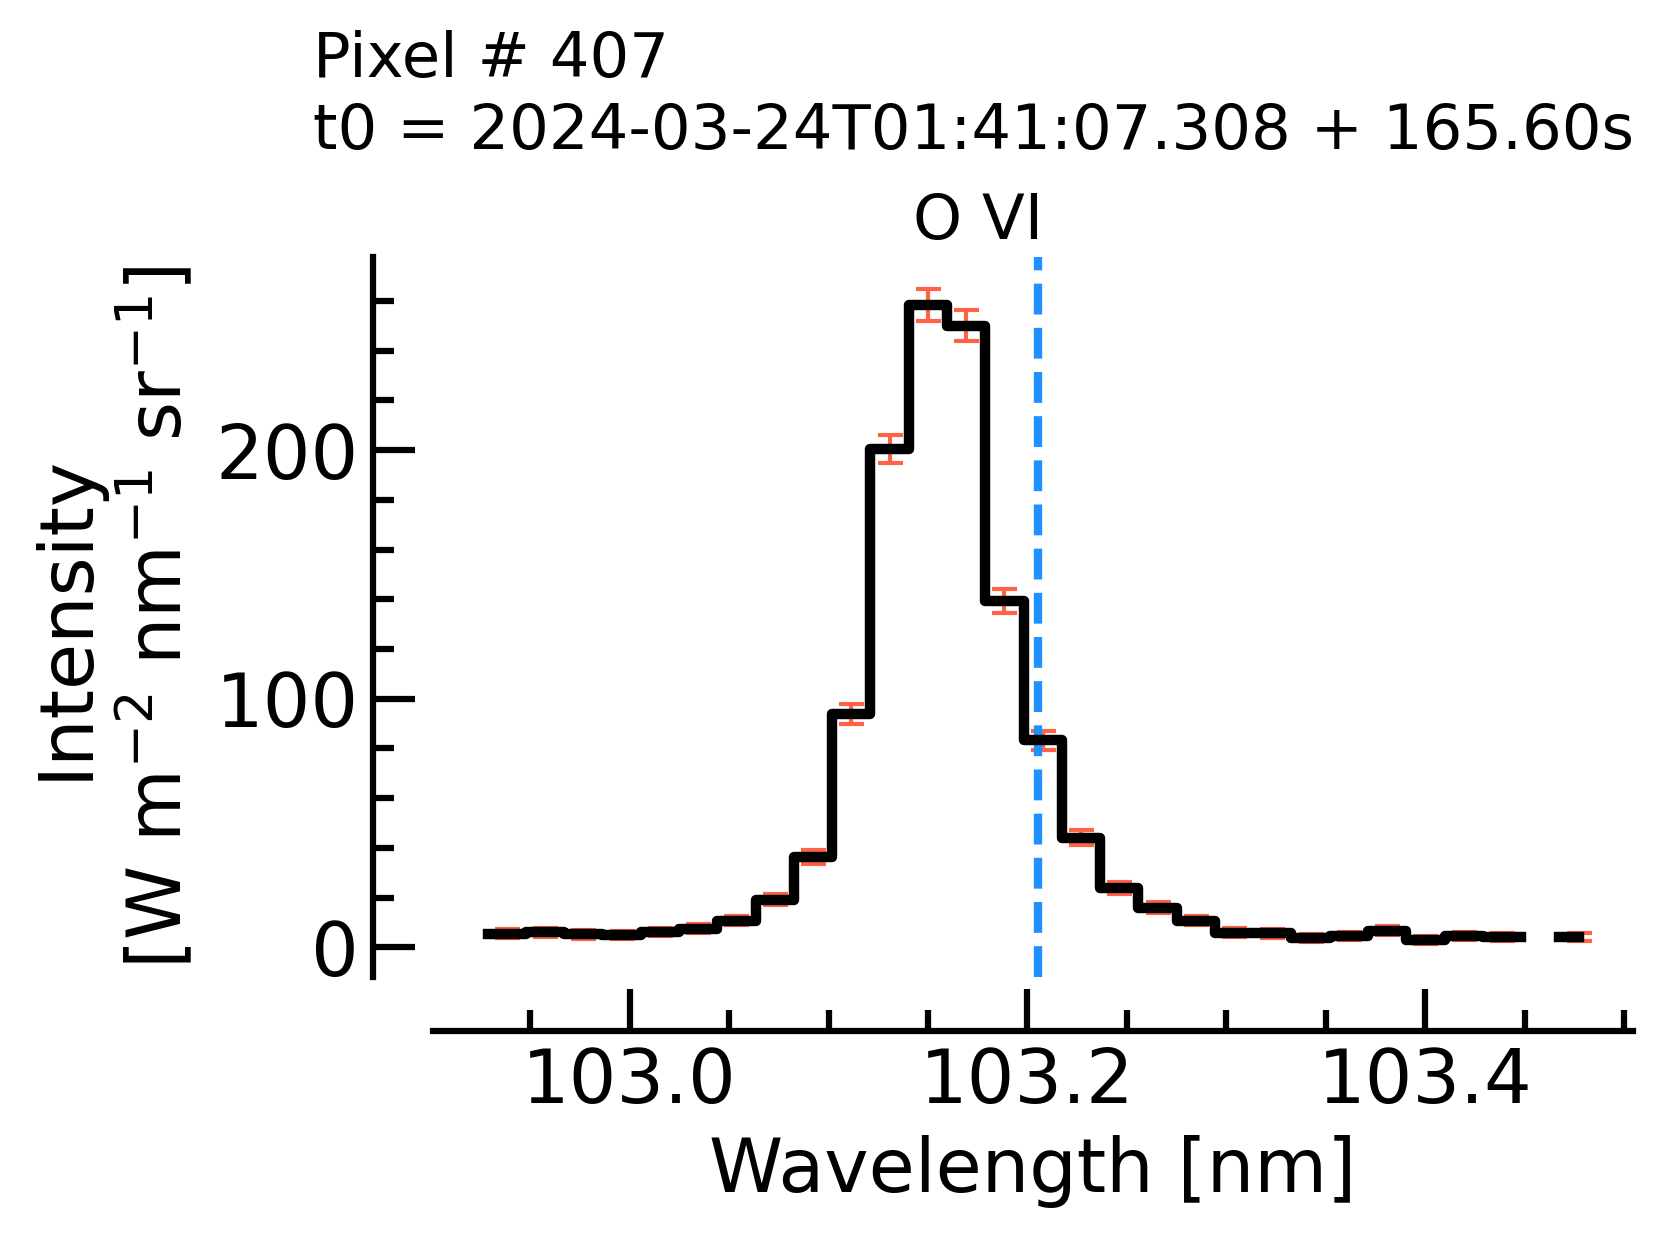 Pixel # 407
t0 = 2024-03-24T01:41:07.308 + 165.60s
O VI
Intensity
[W m⁻² nm⁻¹ sr⁻¹]
200
100
0
103.0 103.2 103.4
Wavelength [nm]